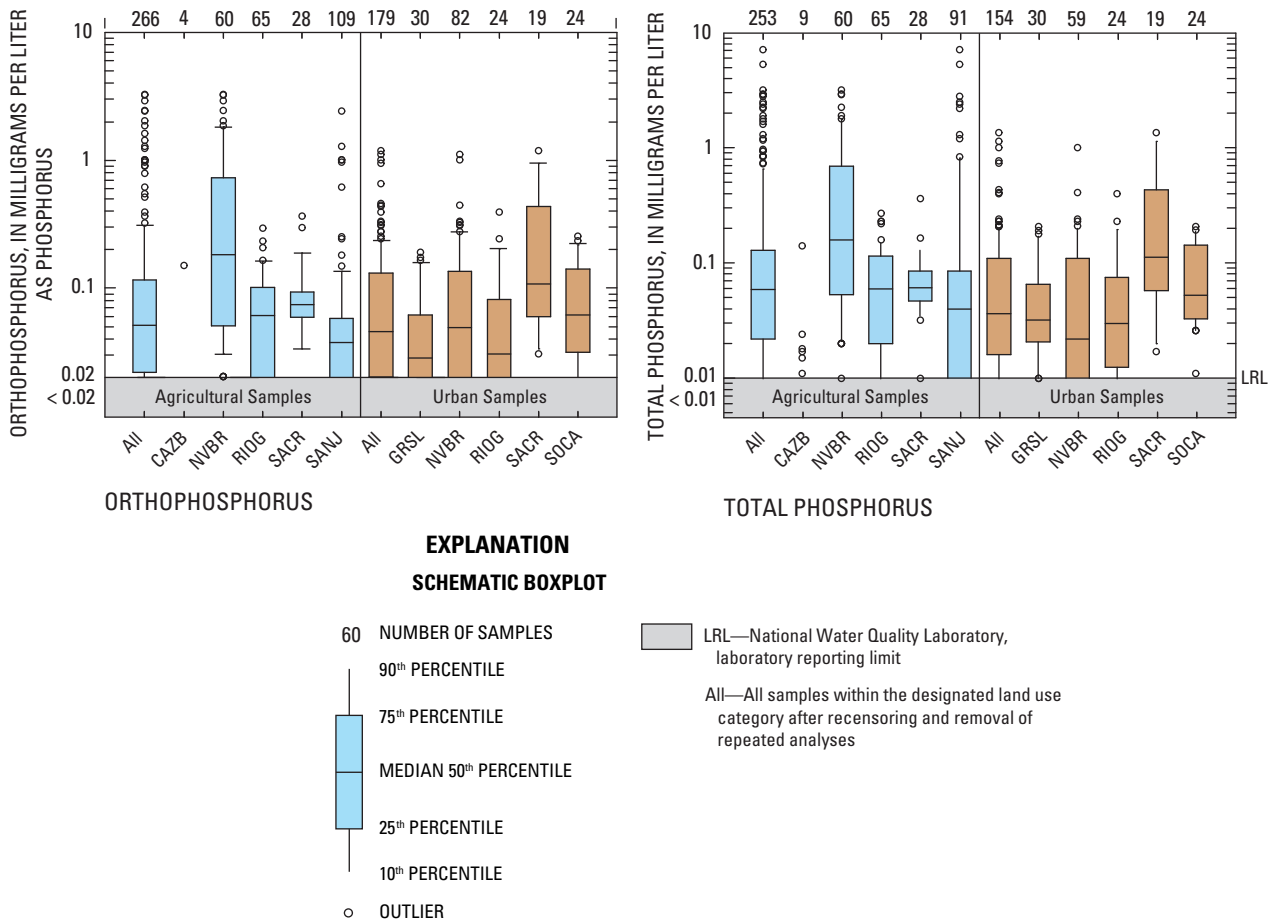 266 4 60 65 28 109 179 30 82 24 19 24
ORTHOPHOSPHORUS, IN MILLIGRAMS PER LITER
AS PHOSPHORUS
10
1
0.1
0.02
< 0.02
Agricultural Samples
Urban Samples
All CAZB NVBR RIOG SACR SANJ All GRSL NVBR RIOG SACR SOCA
ORTHOPHOSPHORUS
253 9 60 65 28 91 154 30 59 24 19 24
TOTAL PHOSPHORUS, IN MILLIGRAMS PER LITER
10
1
0.1
0.01
< 0.01
LRL
Agricultural Samples
Urban Samples
All CAZB NVBR RIOG SACR SANJ All GRSL NVBR RIOG SACR SOCA
TOTAL PHOSPHORUS
EXPLANATION
SCHEMATIC BOXPLOT
60 NUMBER OF SAMPLES
90th PERCENTILE
75th PERCENTILE
MEDIAN 50th PERCENTILE
25th PERCENTILE
10th PERCENTILE
OUTLIER
LRL—National Water Quality Laboratory,
laboratory reporting limit
All—All samples within the designated land use
category after recensoring and removal of
repeated analyses